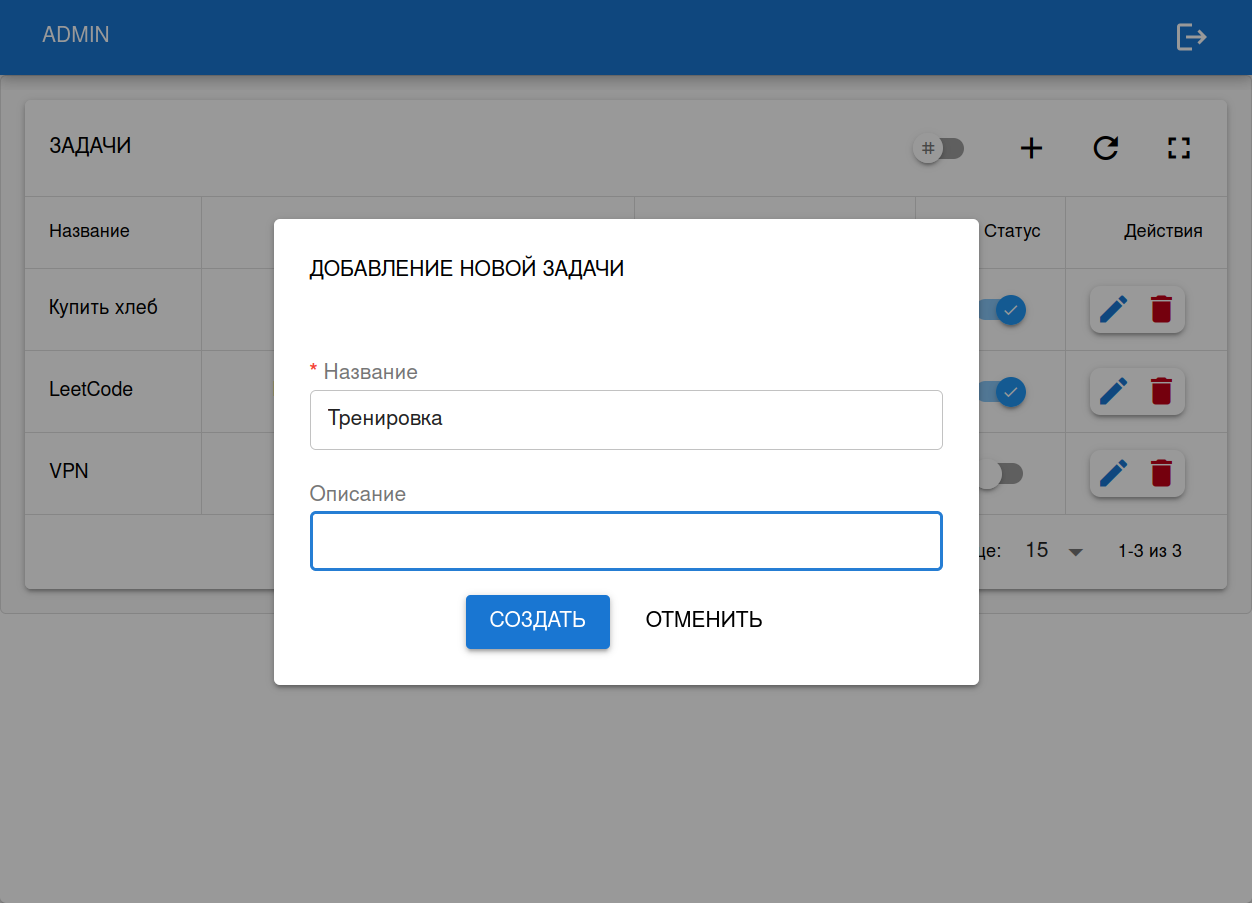 ADMIN
ЗАДАЧИ
#
Название Статус Действия
ДОБАВЛЕНИЕ НОВОЙ ЗАДАЧИ
Купить хлеб
* Название
LeetCode
Тренировка
VPN
Описание
15 1-3 из 3
СОЗДАТЬ ОТМЕНИТЬ